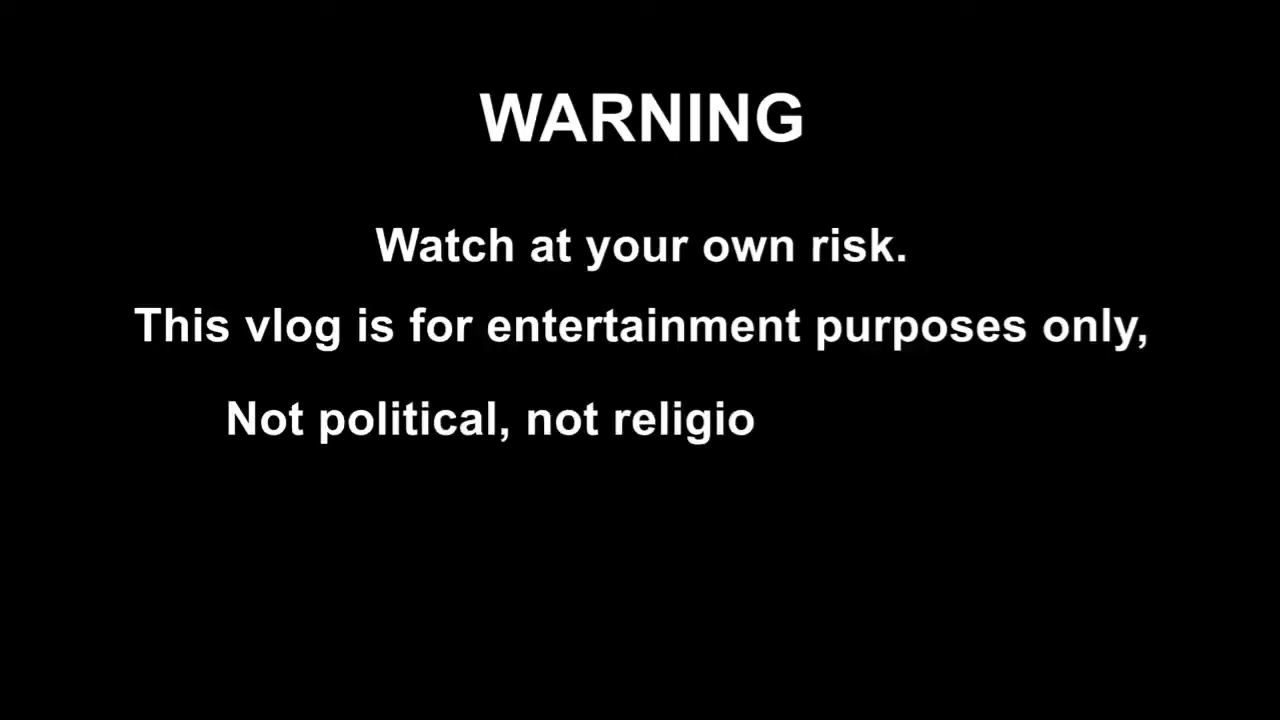 WARNING
Watch at your own risk.
This vlog is for entertainment purposes only,
Not political, not religio